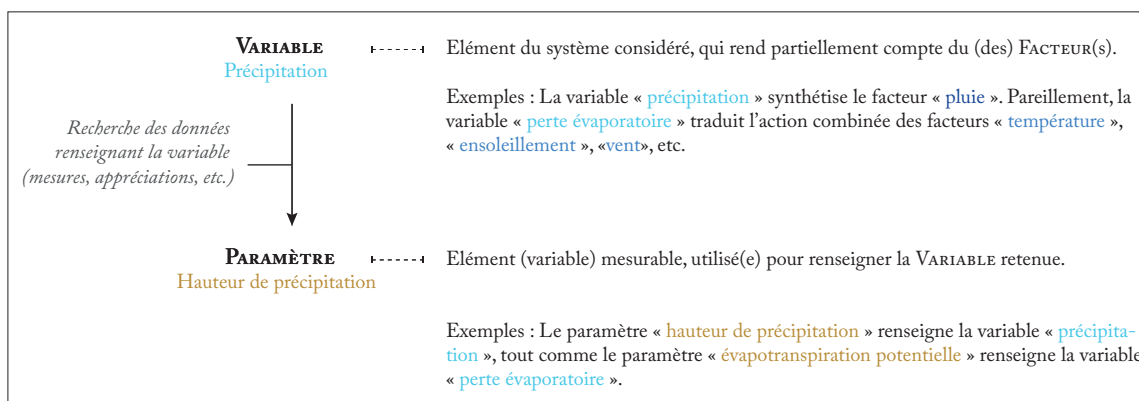 VARIABLE
Précipitation
Elément du système considéré, qui rend partiellement compte du (des) FACTEUR(s).
Exemples : La variable « précipitation » synthétise le facteur « pluie ». Pareillement, la
variable « perte évaporatoire » traduit l'action combinée des facteurs « température »,
« ensoleillement », «vent», etc.
Recherche des données
renseignant la variable
(mesures, appréciations, etc.)
PARAMÈTRE
Hauteur de précipitation
Elément (variable) mesurable, utilisé(e) pour renseigner la VARIABLE retenue.
Exemples : Le paramètre « hauteur de précipitation » renseigne la variable « précipita-
tion », tout comme le paramètre « évapotranspiration potentielle » renseigne la variable
« perte évaporatoire ».